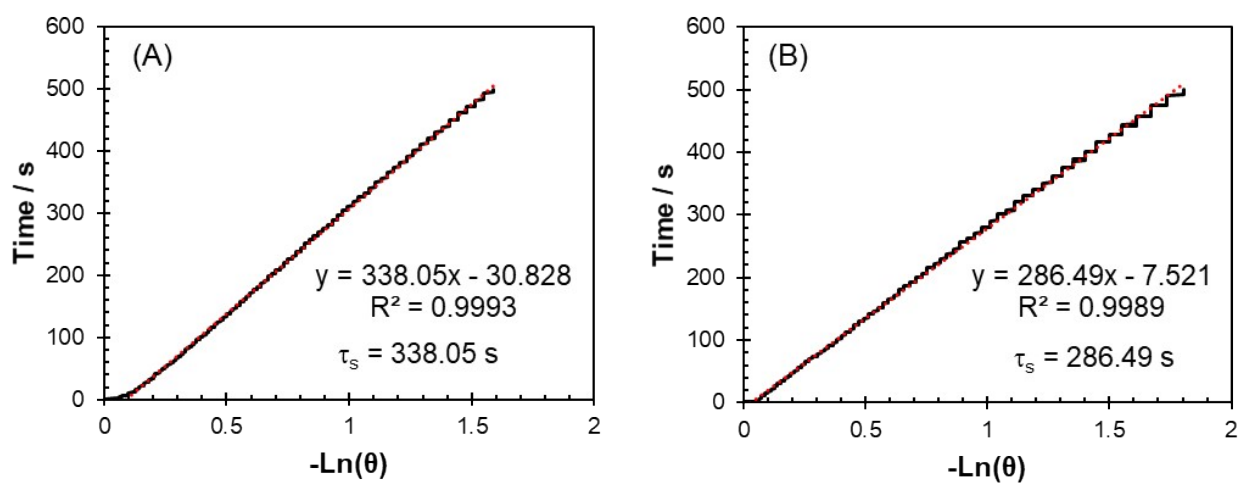 (A)
600
500
400
300
200
100
0
Time / s
y = 338.05x - 30.828
R² = 0.9993
τs = 338.05 s
0 0.5 1 1.5 2
-Ln(θ)
(B)
600
500
400
300
200
100
0
Time / s
y = 286.49x - 7.521
R² = 0.9989
τs = 286.49 s
0 0.5 1 1.5 2
-Ln(θ)